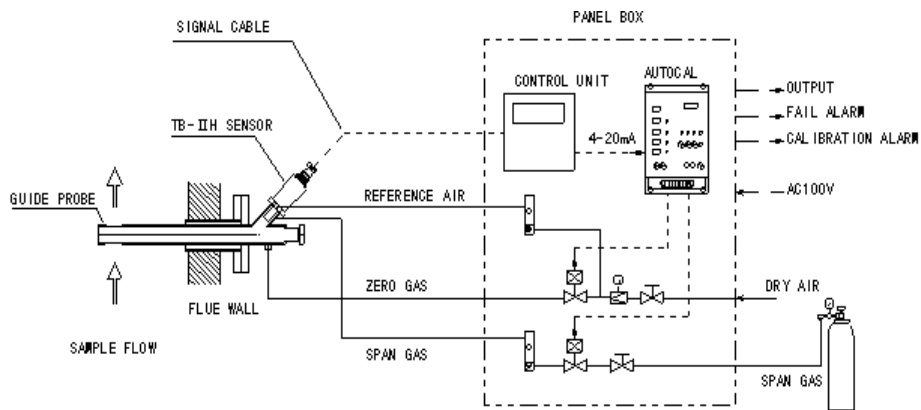 PANEL BOX
SIGNAL CABLE
CONTROL UNIT
AUTOCAL
OUTPUT
FAIL ALARM
CALIBRATION ALARM
TB-IIH SENSOR
4-20mA
AC100V
GUIDE PROBE
REFERENCE AIR
ZERO GAS
DRY AIR
FLUE WALL
SAMPLE FLOW
SPAN GAS
SPAN GAS